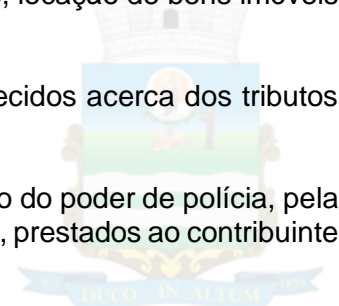 , locação de bens imóveis
ecidos acerca dos tributos
o do poder de polícia, pela
, prestados ao contribuinte
DUCO IN ALTUM